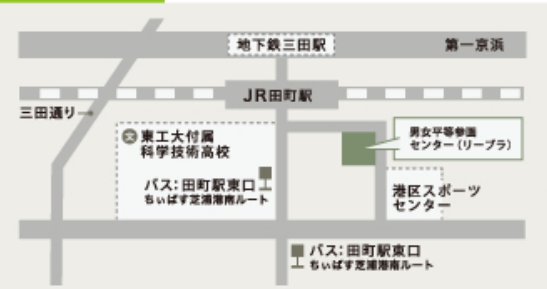 地下鉄三田駅
第一京浜
JR田町駅
三田通り
文
東工大付属
科学技術高校
男女平等参画
センター(リーブラ)
バス:田町駅東口
ちぃばす芝浦港南ルート
港区スポーツ
センター
バス:田町駅東口
ちぃばす芝浦港南ルート